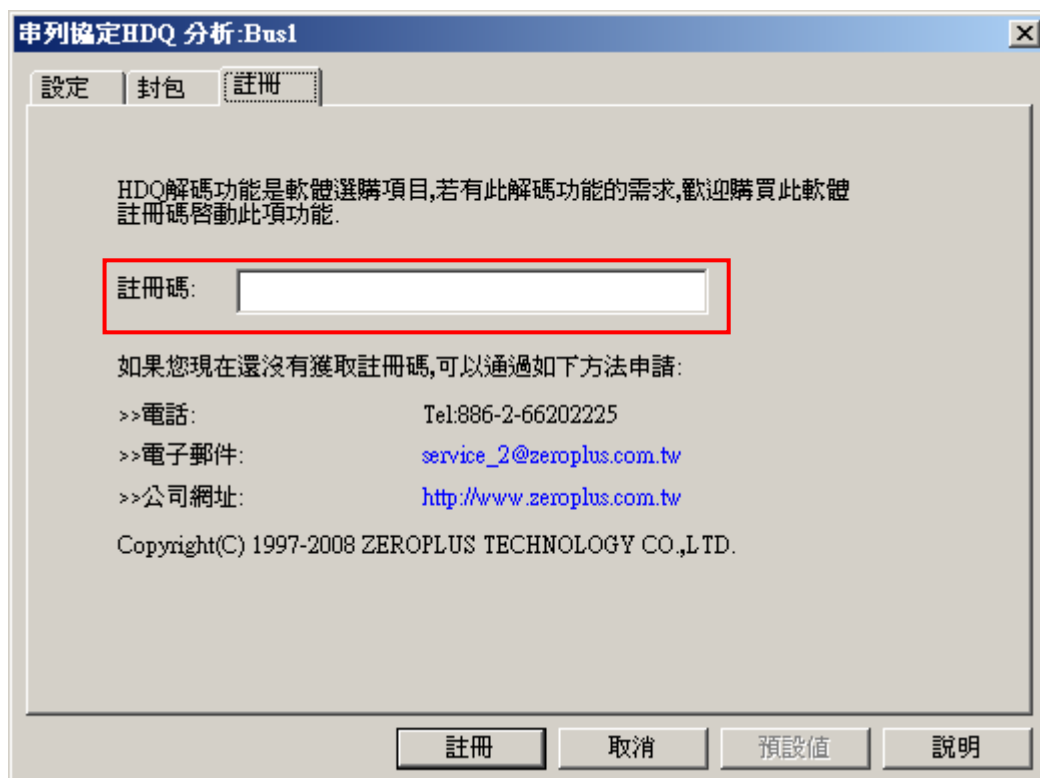 串列協定HDQ 分析:Bus1
設定 封包 註冊
HDQ解碼功能是軟體選購項目,若有此解碼功能的需求,歡迎購買此軟體
註冊碼啓動此項功能.
註冊碼:
如果您現在還沒有獲取註冊碼,可以通過如下方法申請:
>>電話: Tel:886-2-66202225
>>電子郵件: service_2@zeroplus.com.tw
>>公司網址: http://www.zeroplus.com.tw
Copyright(C) 1997-2008 ZEROPLUS TECHNOLOGY CO.,LTD.
註冊 取消 預設值 說明